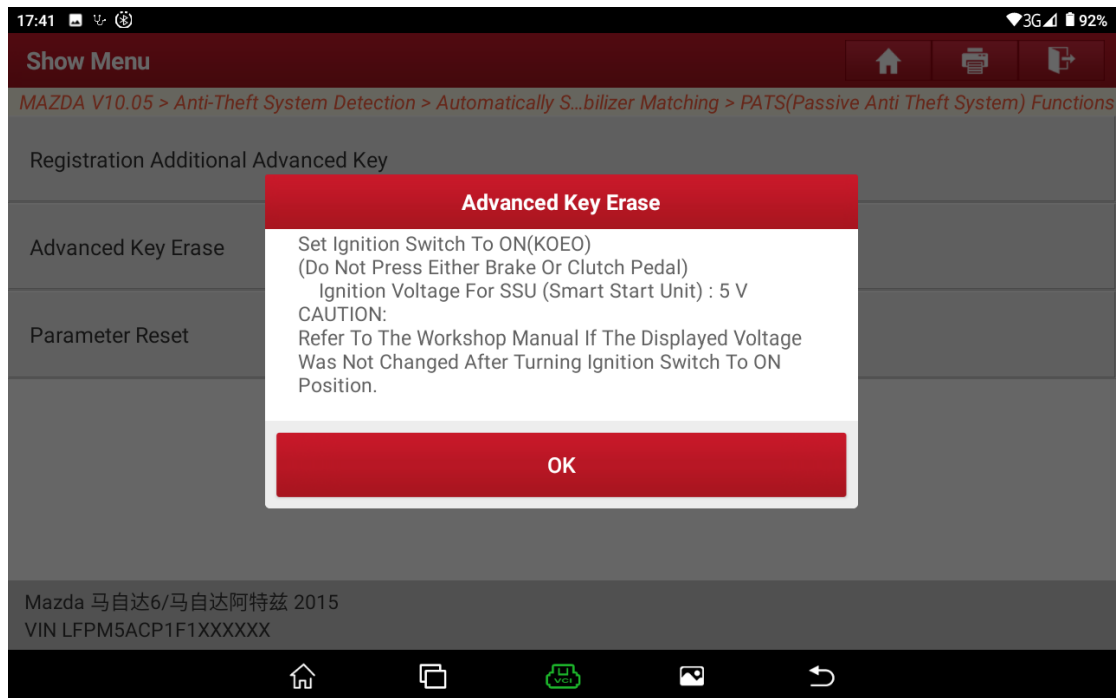 17:41 3G 92%
Show Menu
MAZDA V10.05 > Anti-Theft System Detection > Automatically S...bilizer Matching > PATS(Passive Anti Theft System) Functions
Registration Additional Advanced Key
Advanced Key Erase
Advanced Key Erase
Set Ignition Switch To ON(KOEO)
(Do Not Press Either Brake Or Clutch Pedal)
Ignition Voltage For SSU (Smart Start Unit) : 5 V
CAUTION:
Refer To The Workshop Manual If The Displayed Voltage
Was Not Changed After Turning Ignition Switch To ON
Position.
Parameter Reset
OK
Mazda 马自达6/马自达阿特兹 2015
VIN LFPM5ACP1F1XXXXXX
VCI